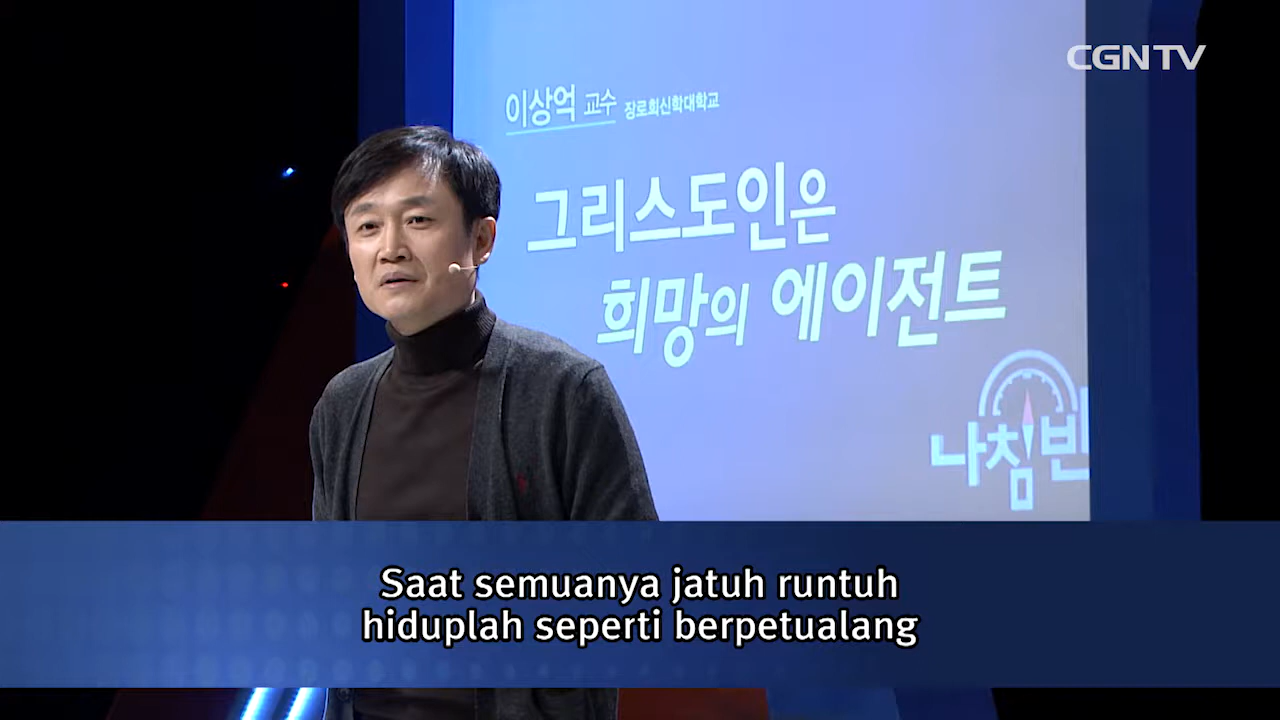 CGNTV
이상억 교수 장로회신학대학교
그리스도인은
희망의 에이전트
나침반
Saat semuanya jatuh runtuh
hiduplah seperti berpetualang